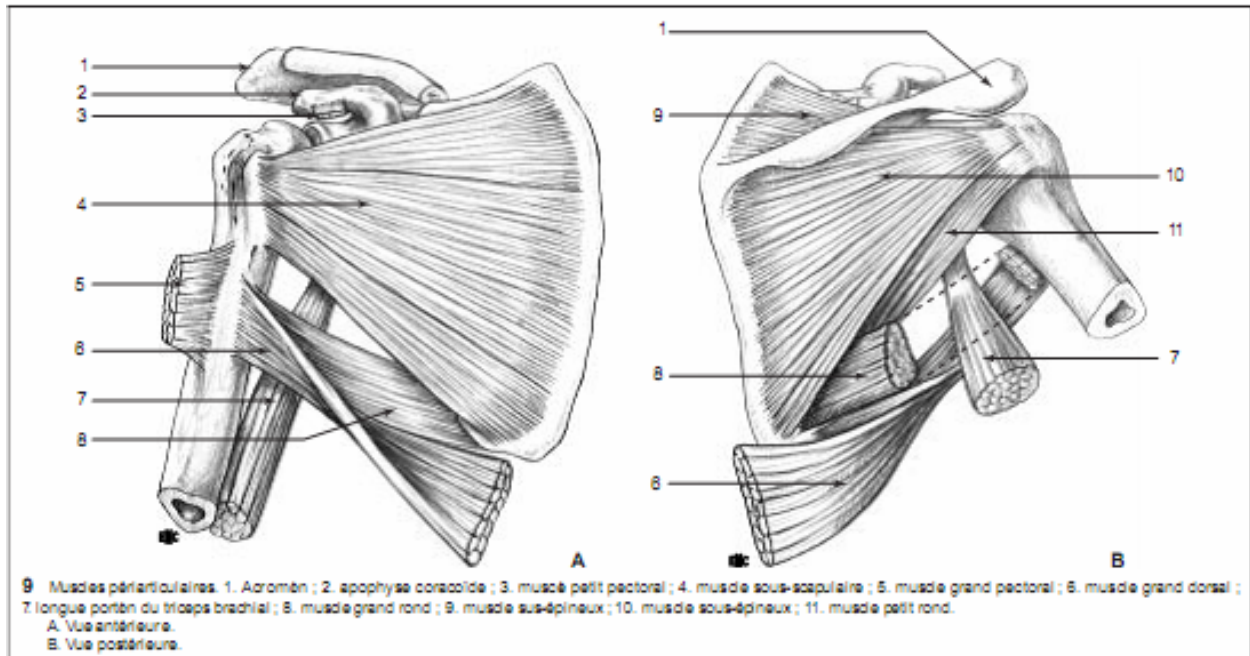 1
2
3
4
5
6
7
8
A
1
9
10
11
8
7
6
B
9 Muscles périarticulaires. 1. Acromèn ; 2. apophyse coracoïde ; 3. muscè petit pectoral ; 4. muscle sous-scapulaire ; 5. muscle grand pectoral ; 6. muscle grand dorsal ;
7. longue portèn du triceps brachial ; 8. muscle grand rond ; 9. muscle sus-épineux ; 10. muscle sous-épineux ; 11. muscle petit rond.
A. Vue antérieure.
B. Vue postérieure.